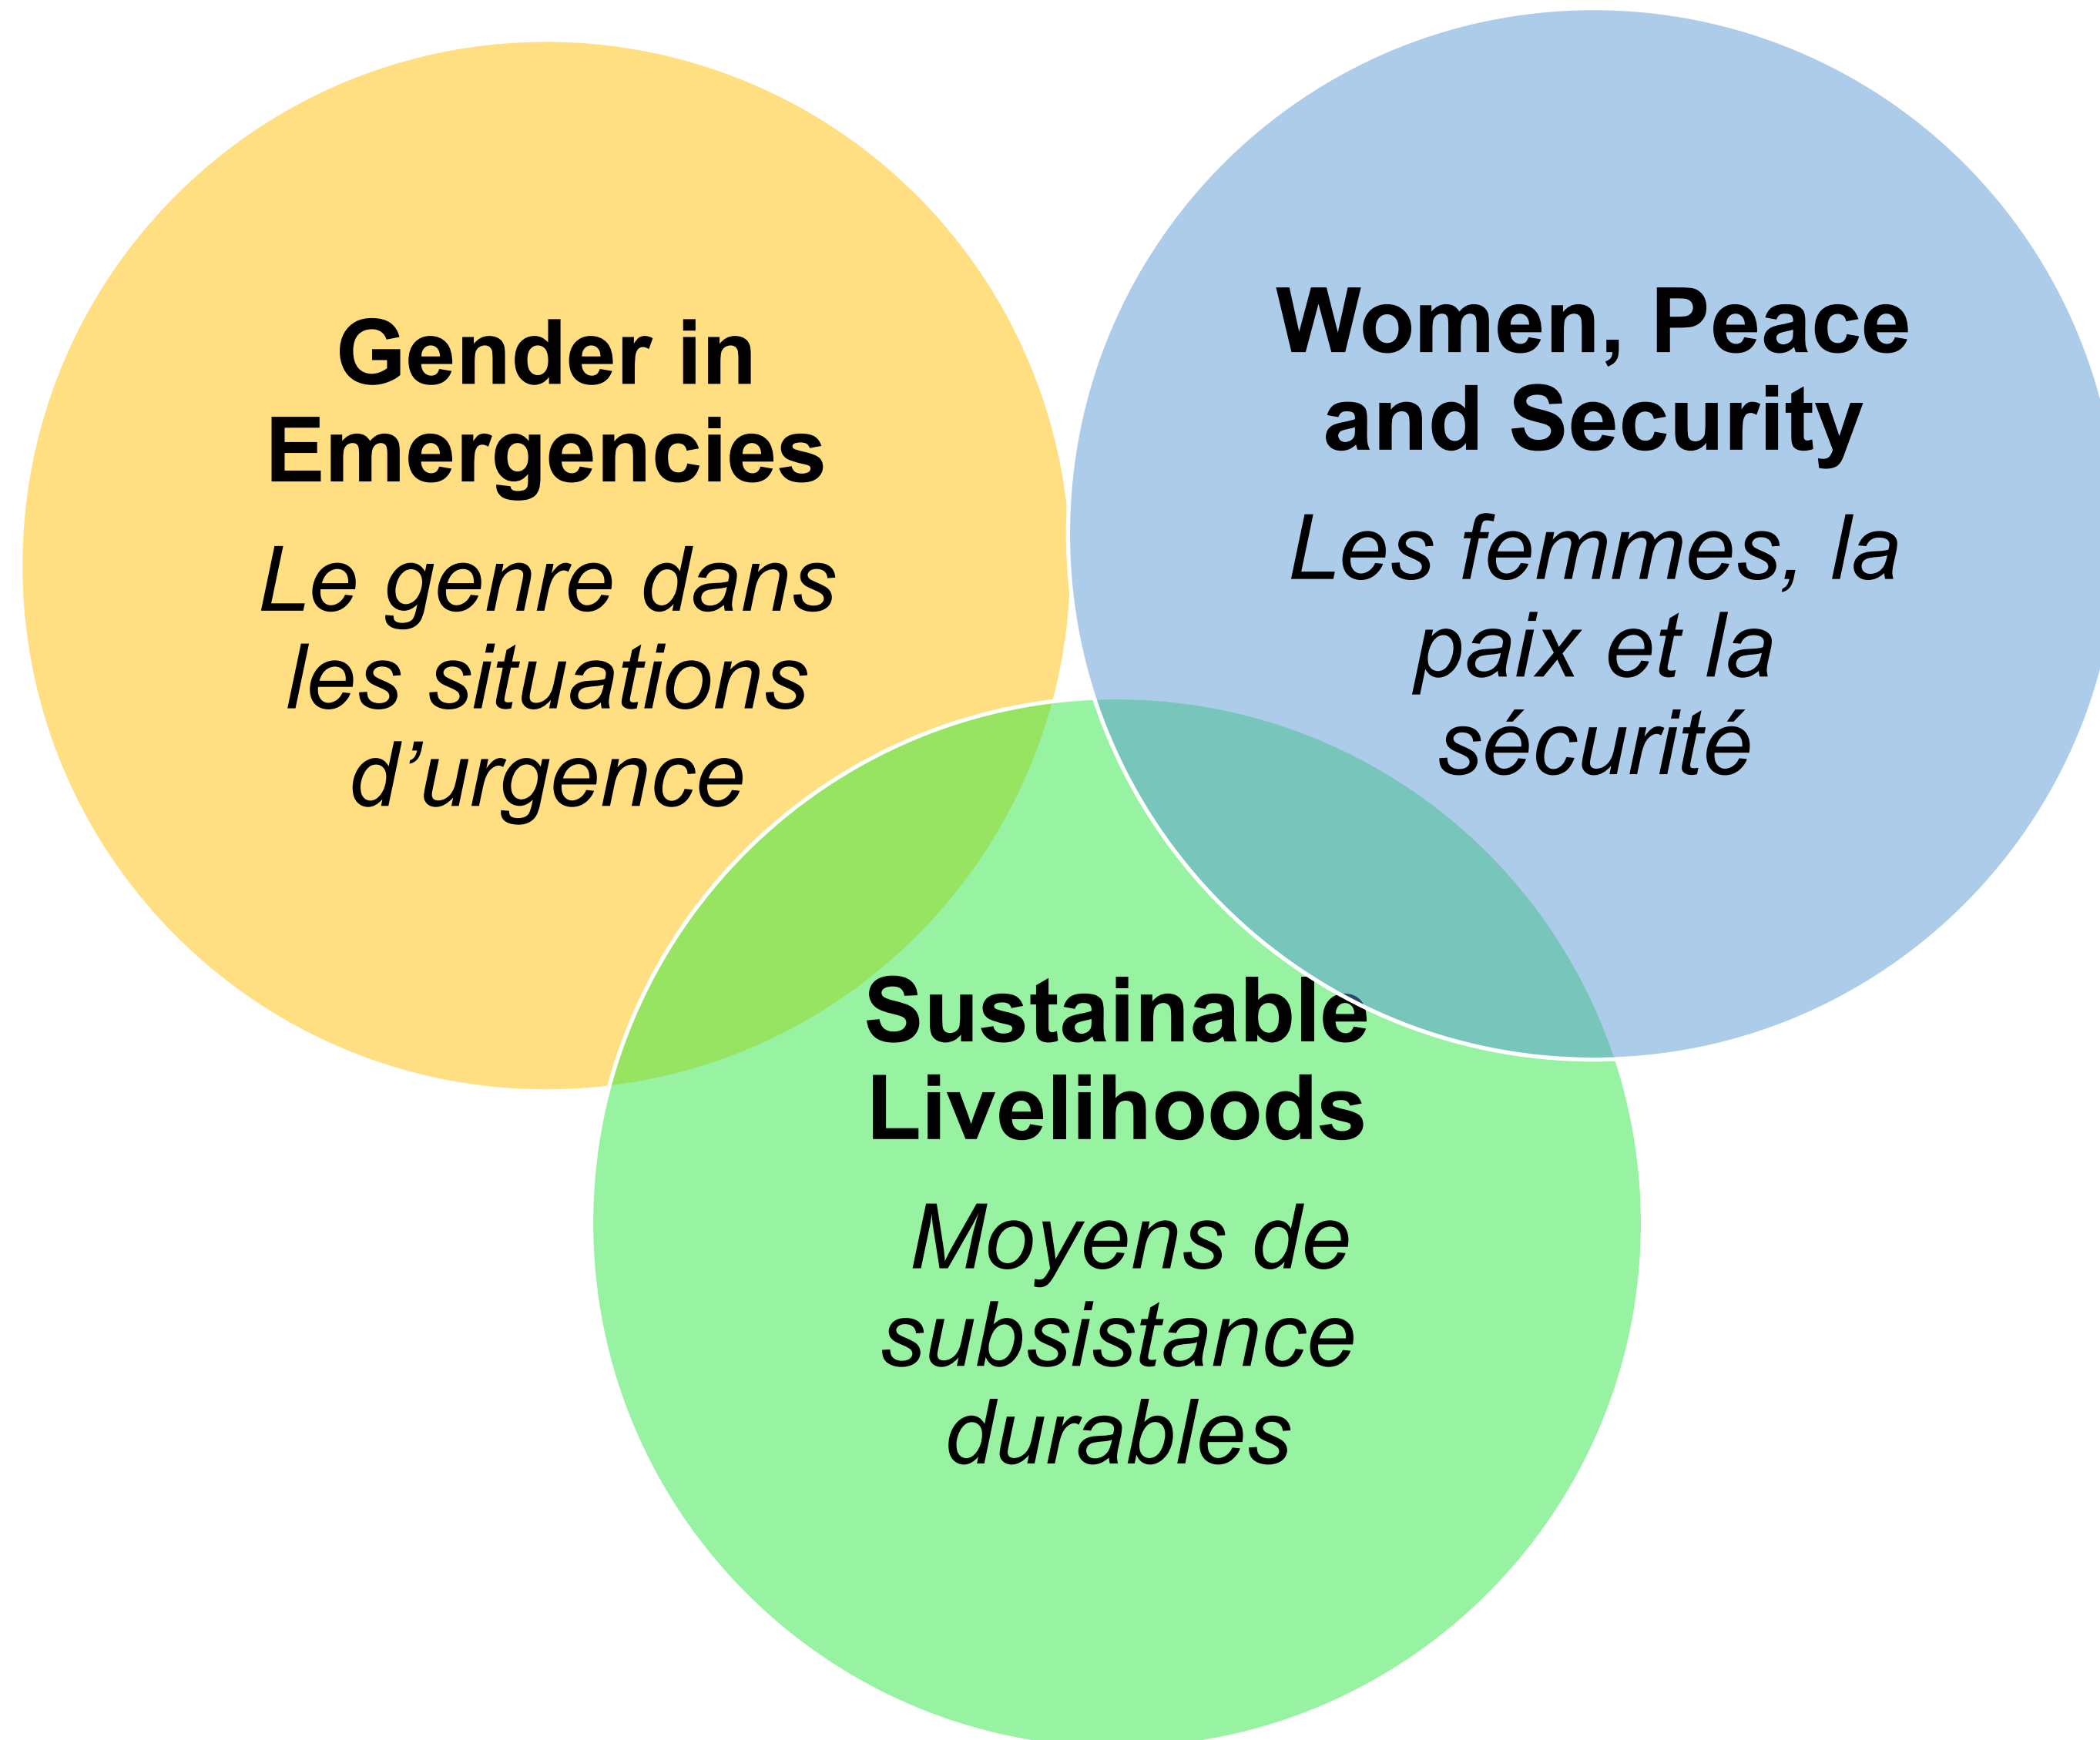 Gender in
Emergencies
Le genre dans
les situations
d’urgence
Women, Peace
and Security
Les femmes, la
paix et la
sécurité
Sustainable
Livelihoods
Moyens de
subsistance
durables